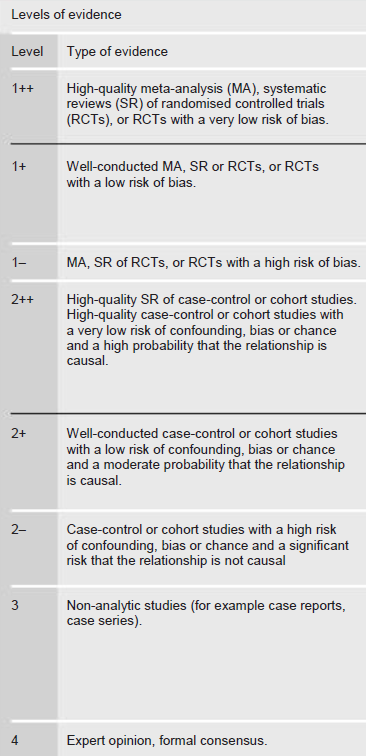 Levels of evidence
Level Type of evidence
1++ High-quality meta-analysis (MA), systematic
reviews (SR) of randomised controlled trials
(RCTs), or RCTs with a very low risk of bias.
1+ Well-conducted MA, SR or RCTs, or RCTs
with a low risk of bias.
1– MA, SR of RCTs, or RCTs with a high risk of bias.
2++ High-quality SR of case-control or cohort studies.
High-quality case-control or cohort studies with
a very low risk of confounding, bias or chance
and a high probability that the relationship is
causal.
2+ Well-conducted case-control or cohort studies
with a low risk of confounding, bias or chance
and a moderate probability that the relationship
is causal.
2– Case-control or cohort studies with a high risk
of confounding, bias or chance and a significant
risk that the relationship is not causal
3 Non-analytic studies (for example case reports,
case series).
4 Expert opinion, formal consensus.